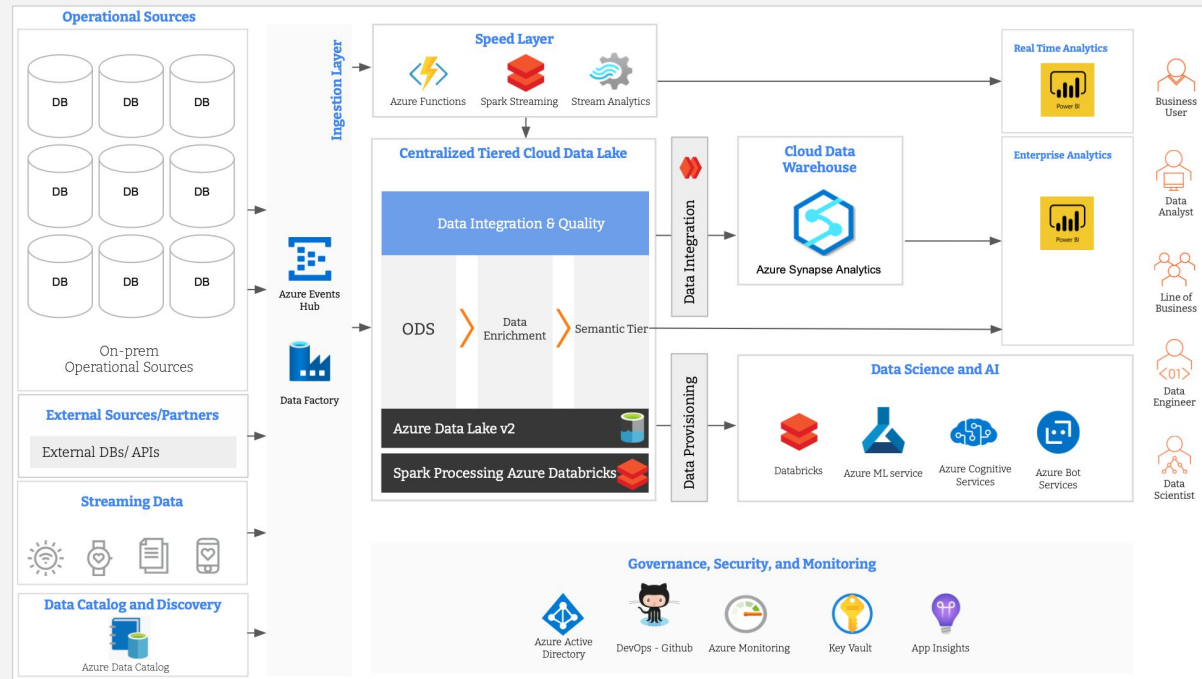 Operational Sources
DB
DB
DB
DB
DB
DB
DB
DB
DB
On-prem
Operational Sources
External Sources/Partners
External DBs/ APIs
Streaming Data
Data Catalog and Discovery
Azure Data Catalog
Ingestion Layer
Azure Events
Hub
Data Factory
Speed Layer
Azure Functions
Spark Streaming
Stream Analytics
Centralized Tiered Cloud Data Lake
Data Integration & Quality
ODS
Data
Enrichment
Semantic Tier
Azure Data Lake v2
Spark Processing Azure Databricks
Data Integration
Data Provisioning
Cloud Data
Warehouse
Azure Synapse Analytics
Real Time Analytics
Power BI
Enterprise Analytics
Power BI
Data Science and AI
Databricks
Azure ML service
Azure Cognitive
Services
Azure Bot
Services
Governance, Security, and Monitoring
Azure Active
Directory
DevOps - Github
Azure Monitoring
Key Vault
App Insights
Business
User
Data
Analyst
Line of
Business
<01>
Data
Engineer
Data
Scientist